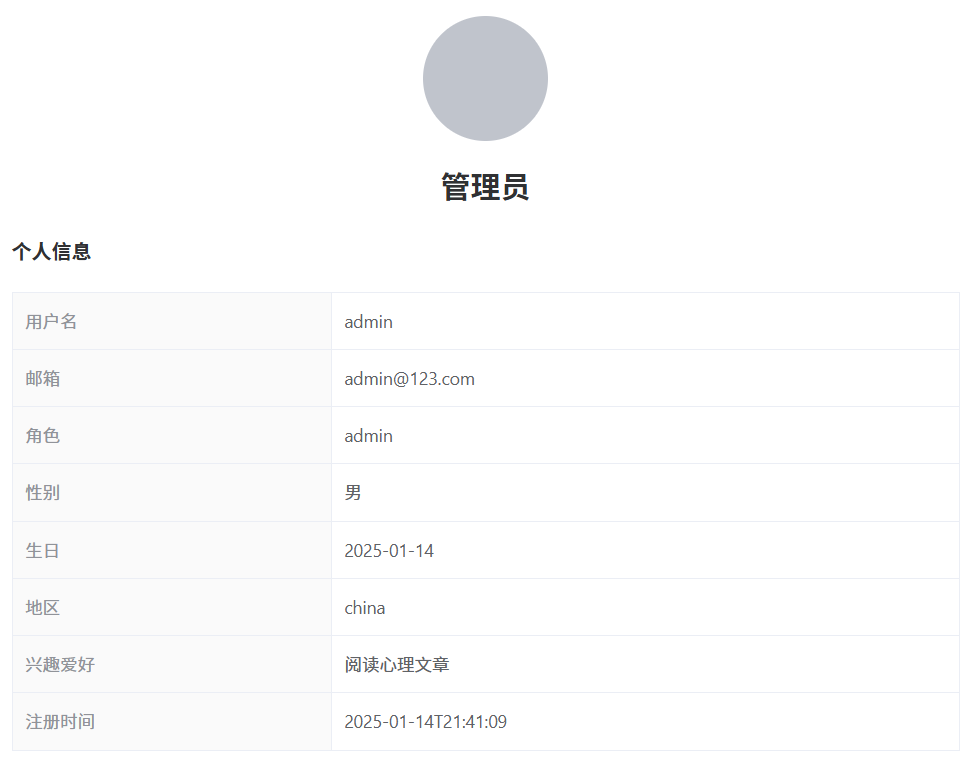 管理员
个人信息
用户名 admin
邮箱 admin@123.com
角色 admin
性别 男
生日 2025-01-14
地区 china
兴趣爱好 阅读心理文章
注册时间 2025-01-14T21:41:09